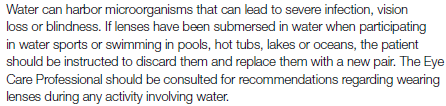 Water can harbor microorganisms that can lead to severe infection, vision
loss or blindness. If lenses have been submersed in water when participating
in water sports or swimming in pools, hot tubs, lakes or oceans, the patient
should be instructed to discard them and replace them with a new pair. The Eye
Care Professional should be consulted for recommendations regarding wearing
lenses during any activity involving water.